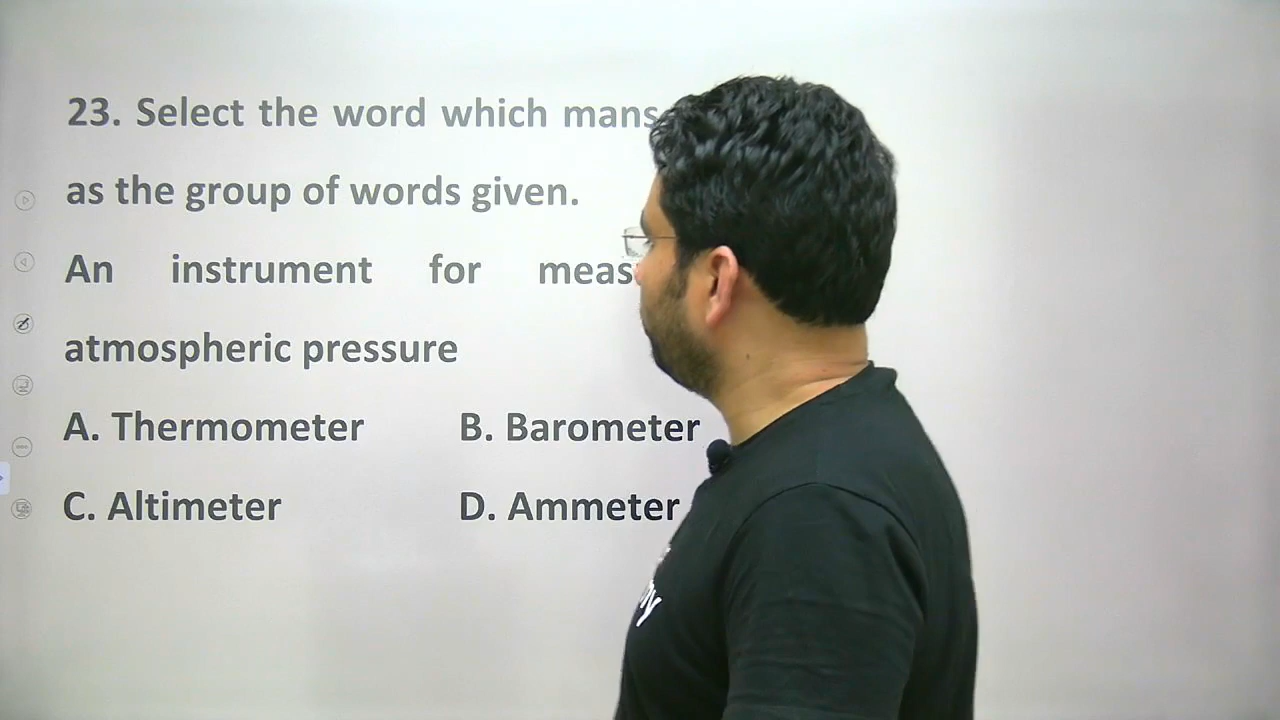 23. Select the word which mans
as the group of words given.
An instrument for
atmospheric pressure
A. Thermometer B. Barometer
C. Altimeter D. Ammeter